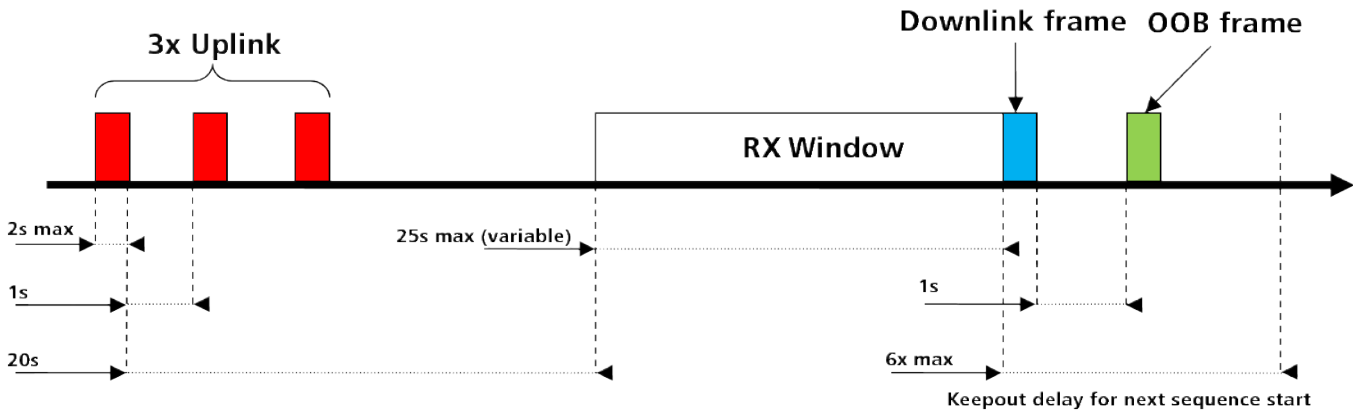 Downlink frame
OOB frame
3x Uplink
RX Window
2s max
25s max (variable)
1s
1s
20s
6x max
Keepout delay for next sequence start